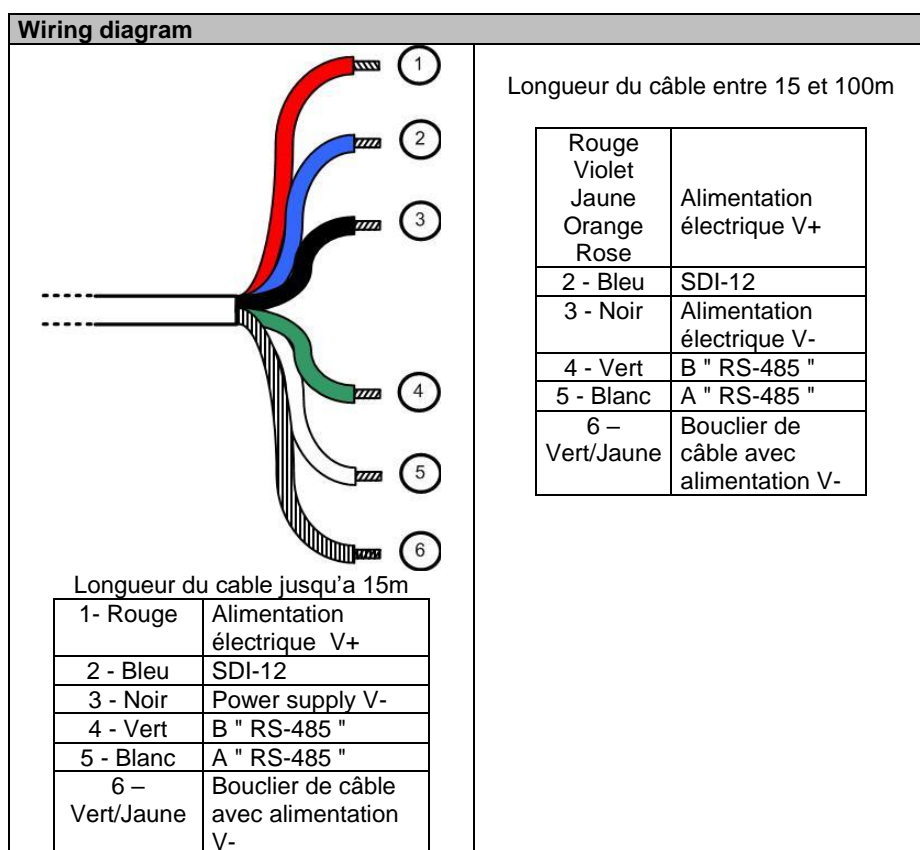 Wiring diagram
1
2
3
4
5
6
Longueur du cable jusqu'a 15m
1- Rouge Alimentation
électrique V+
2 - Bleu SDI-12
3 - Noir Power supply V-
4 - Vert B " RS-485 "
5 - Blanc A " RS-485 "
6 – Bouclier de câble
Vert/Jaune avec alimentation
V-
Longueur du câble entre 15 et 100m
Rouge
Violet
Jaune Alimentation
Orange électrique V+
Rose
2 - Bleu SDI-12
3 - Noir Alimentation
électrique V-
4 - Vert B " RS-485 "
5 - Blanc A " RS-485 "
6 – Bouclier de
Vert/Jaune câble avec
alimentation V-